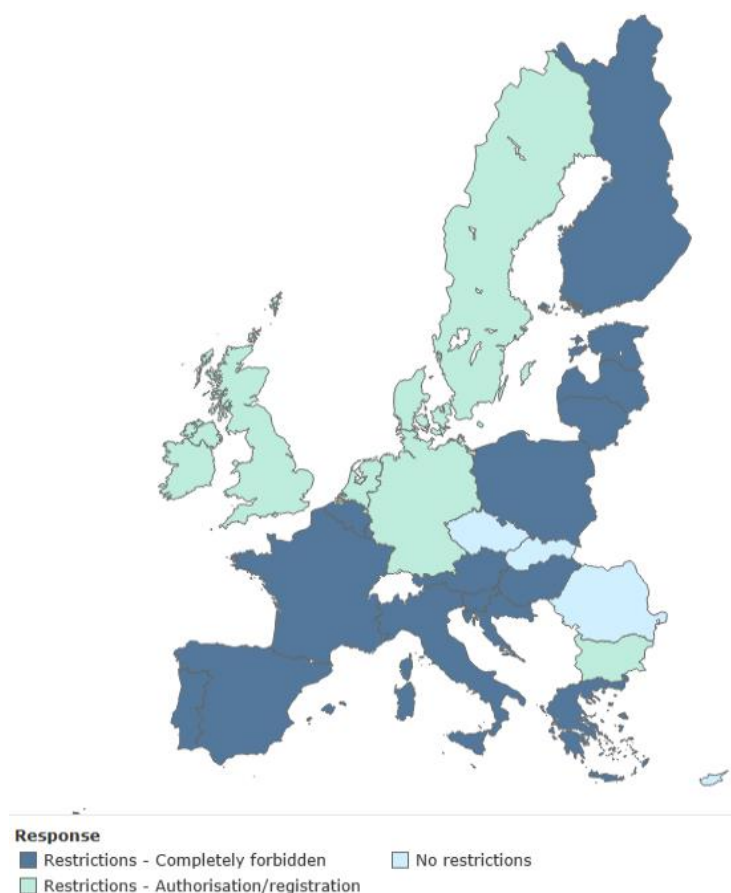 Response
Restrictions - Completely forbidden
No restrictions
Restrictions - Authorisation/registration